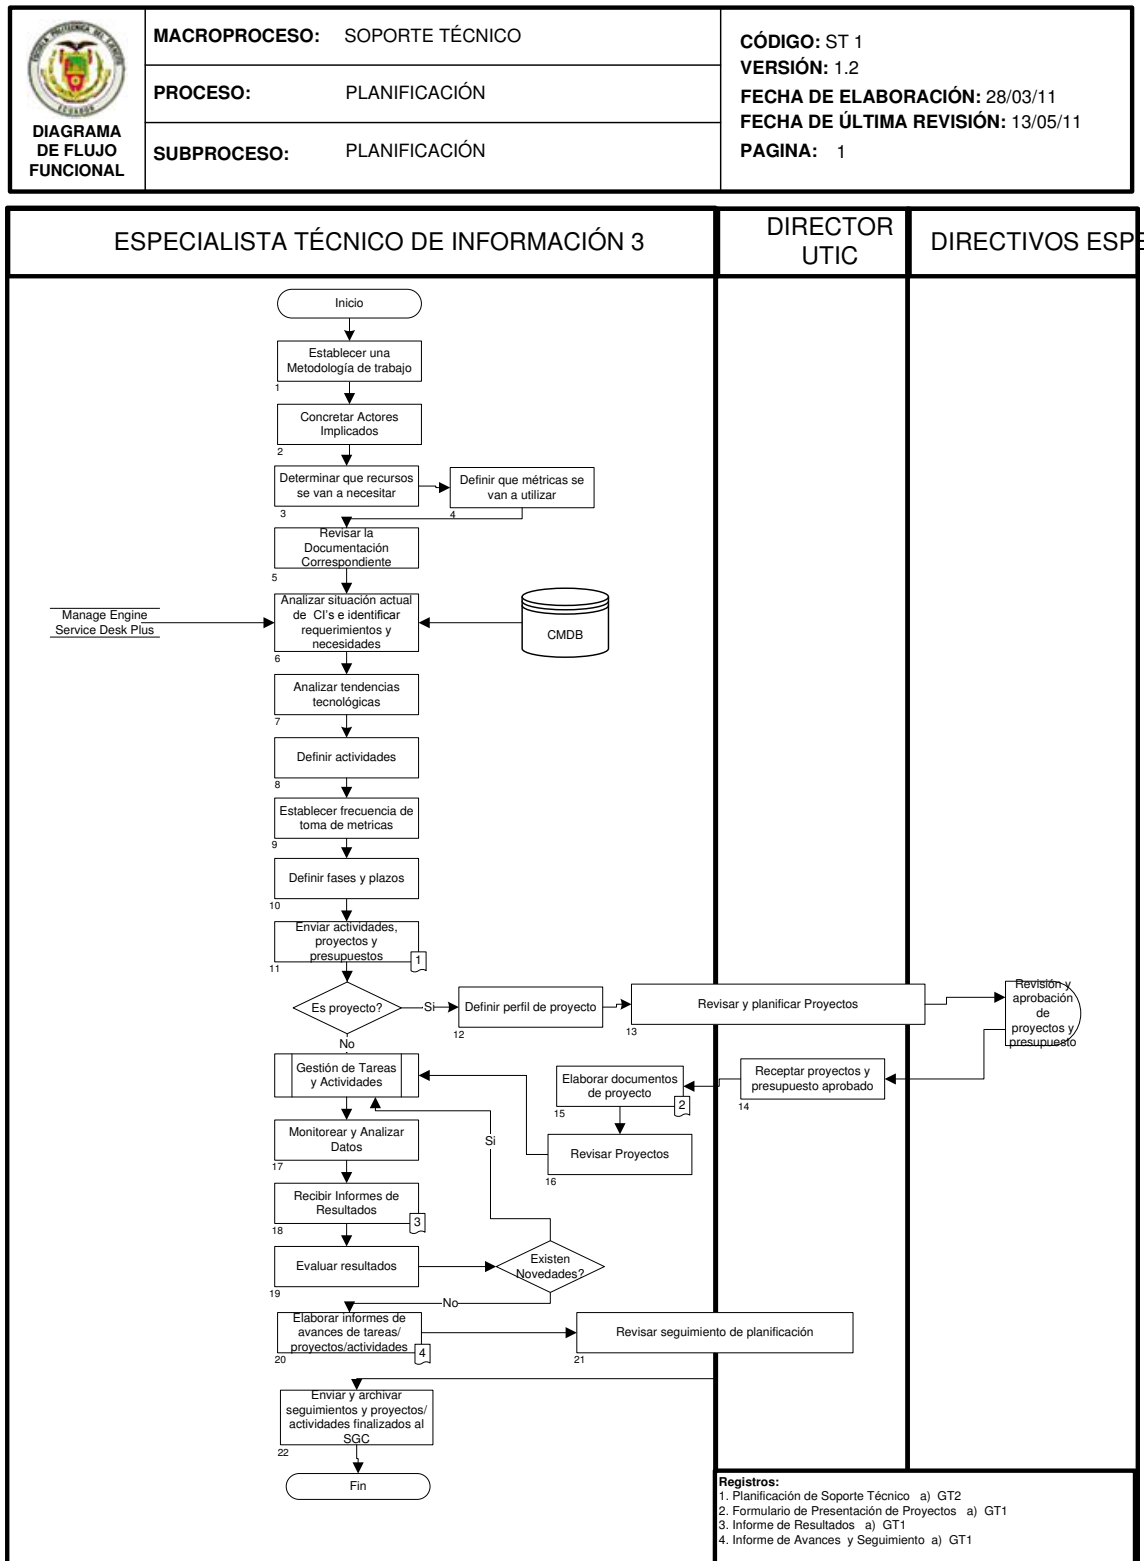 ESCUELA POLITECNICA DEL EJERCITO
ECUADOR
DIAGRAMA
DE FLUJO
FUNCIONAL
MACROPROCESO: SOPORTE TÉCNICO
PROCESO: PLANIFICACIÓN
SUBPROCESO: PLANIFICACIÓN
CÓDIGO: ST 1
VERSIÓN: 1.2
FECHA DE ELABORACIÓN: 28/03/11
FECHA DE ÚLTIMA REVISIÓN: 13/05/11
PAGINA: 1
ESPECIALISTA TÉCNICO DE INFORMACIÓN 3
DIRECTOR
UTIC
DIRECTIVOS ESPE
Inicio
Establecer una
Metodología de trabajo
1
Concretar Actores
Implicados
2
Determinar que recursos
se van a necesitar
3
Definir que métricas se
van a utilizar
4
Revisar la
Documentación
Correspondiente
5
Manage Engine
Service Desk Plus
Analizar situación actual
de CI's e identificar
requerimientos y
necesidades
6
CMDB
Analizar tendencias
tecnológicas
7
Definir actividades
8
Establecer frecuencia de
toma de metricas
9
Definir fases y plazos
10
Enviar actividades,
proyectos y
presupuestos
1
11
Es proyecto?
Si
No
Definir perfil de proyecto
12
Revisar y planificar Proyectos
13
Revisión y
aprobación
de
proyectos y
presupuesto
Receptar proyectos y
presupuesto aprobado
14
Elaborar documentos
de proyecto
2
15
Revisar Proyectos
16
Gestión de Tareas
y Actividades
Monitorear y Analizar
Datos
17
Recibir Informes de
Resultados
3
18
Evaluar resultados
19
Existen
Novedades?
Si
No
Elaborar informes de
avances de tareas/
proyectos/actividades
4
20
Revisar seguimiento de planificación
21
Enviar y archivar
seguimientos y proyectos/
actividades finalizados al
SGC
22
Fin
Registros:
1. Planificación de Soporte Técnico a) GT2
2. Formulario de Presentación de Proyectos a) GT1
3. Informe de Resultados a) GT1
4. Informe de Avances y Seguimiento a) GT1